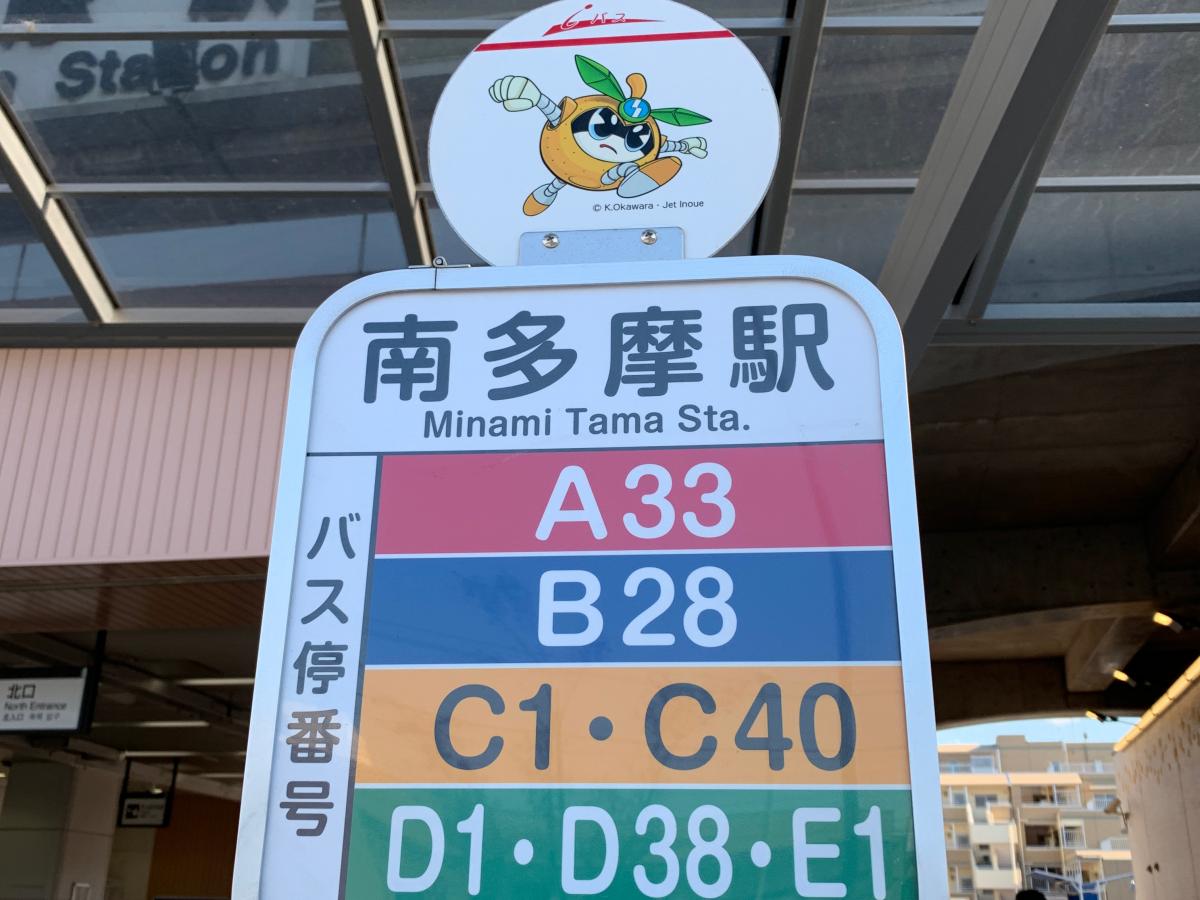 Station
iバス
© K.Okawara・Jet Inoue
南多摩駅
Minami Tama Sta.
バス停番号
A33
B28
C1・C40
D1・D38・E1
北口
North Entrance